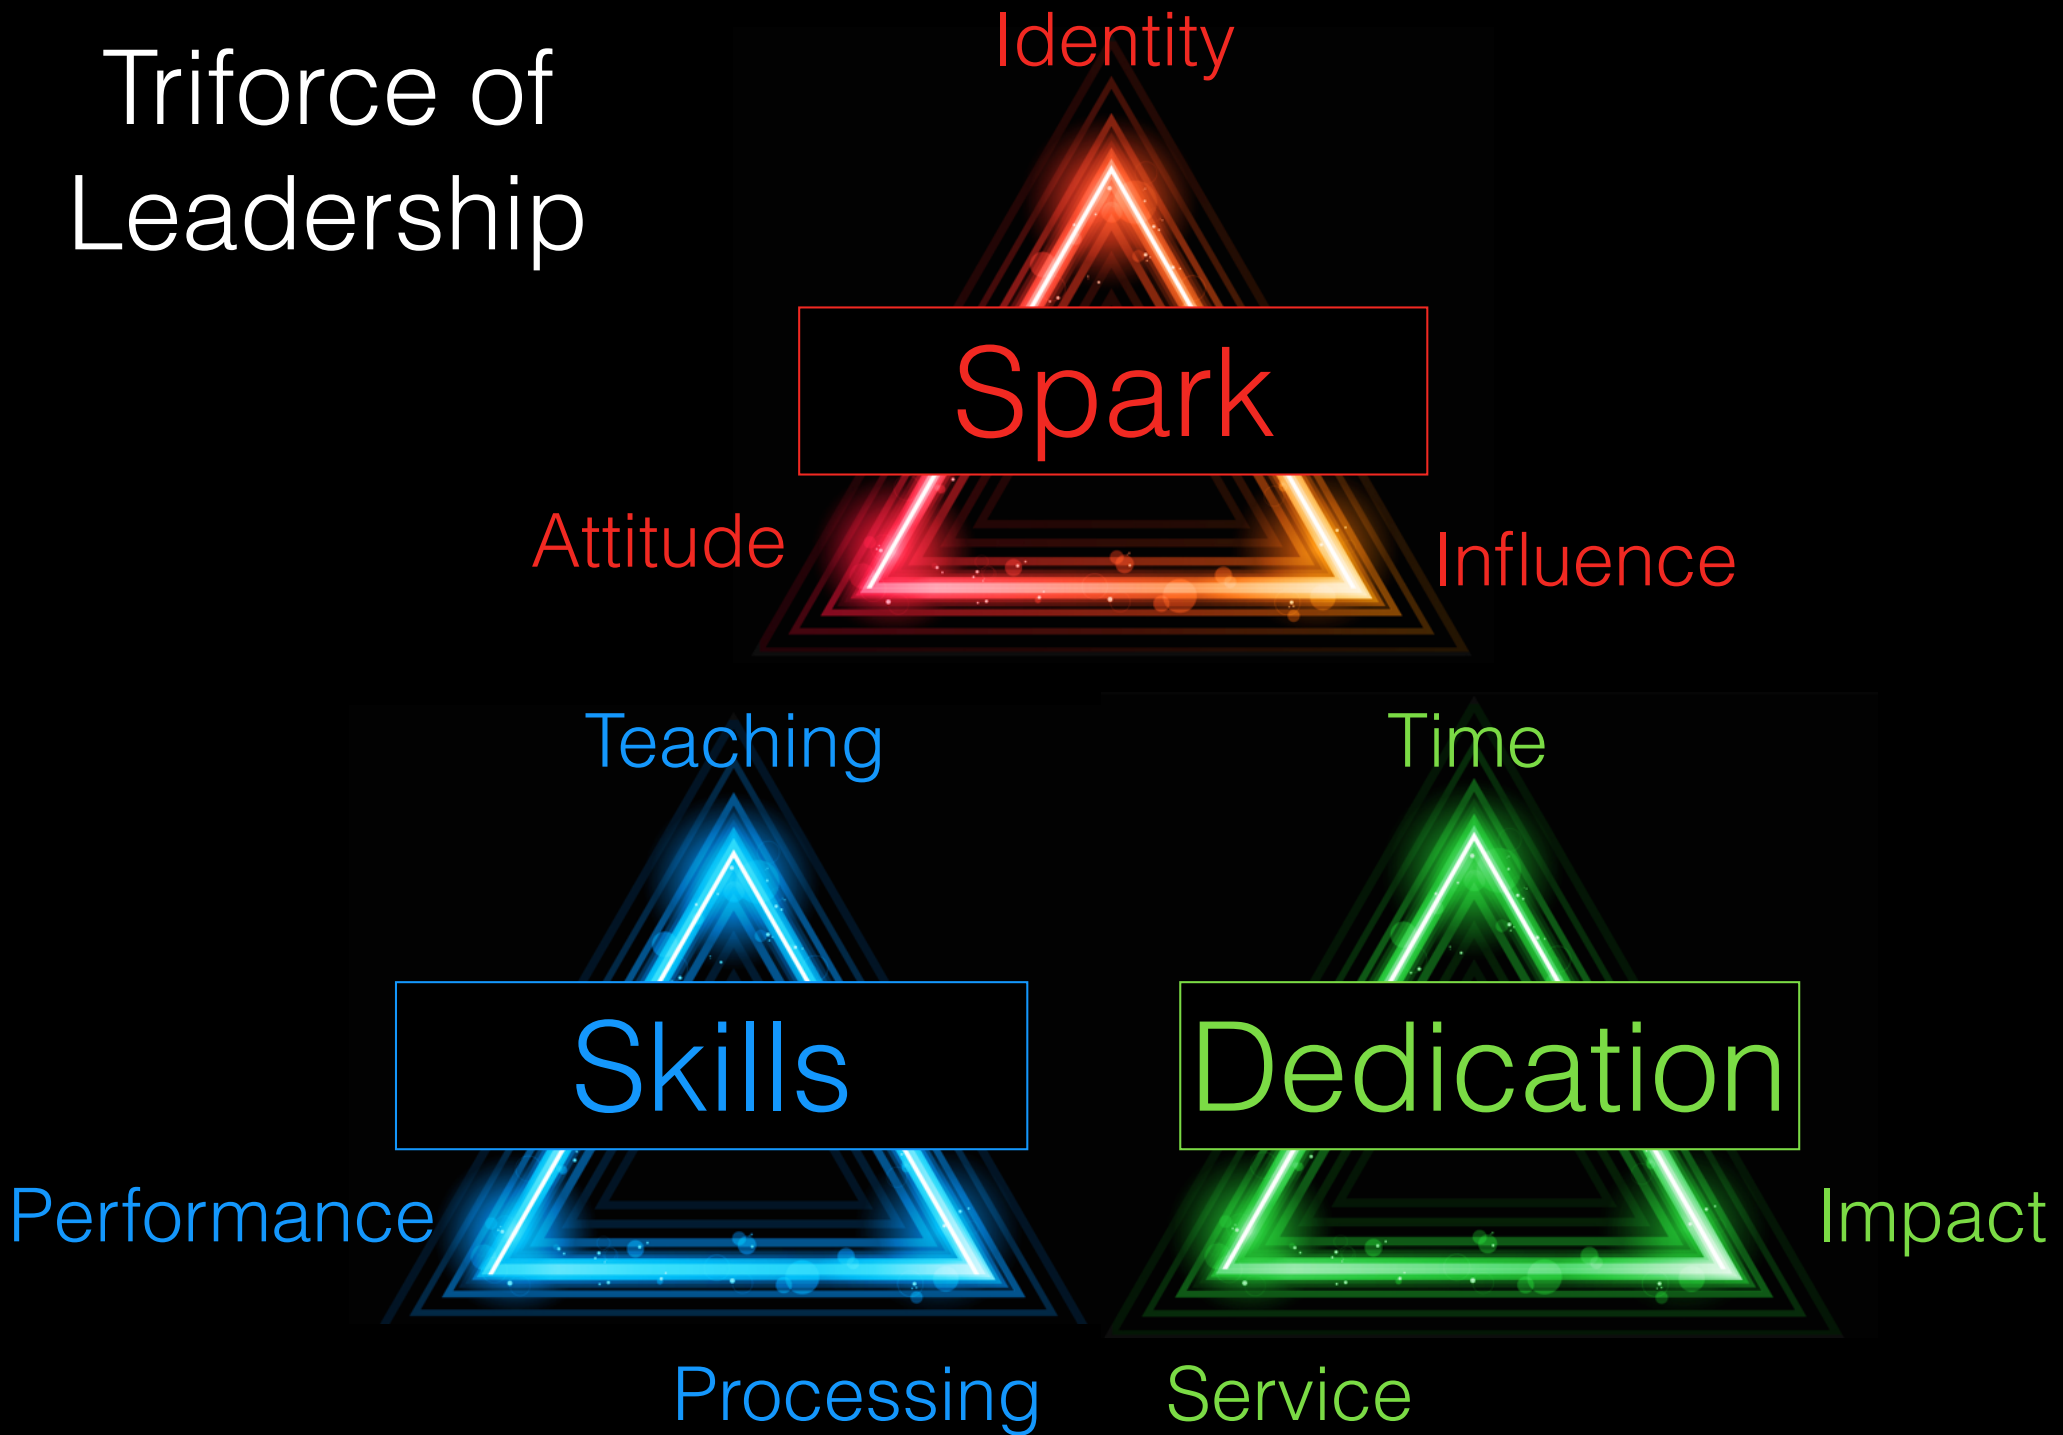 Triforce of
Leadership
Identity
Spark
Attitude
Influence
Teaching
Time
Skills
Dedication
Performance
Impact
Processing
Service